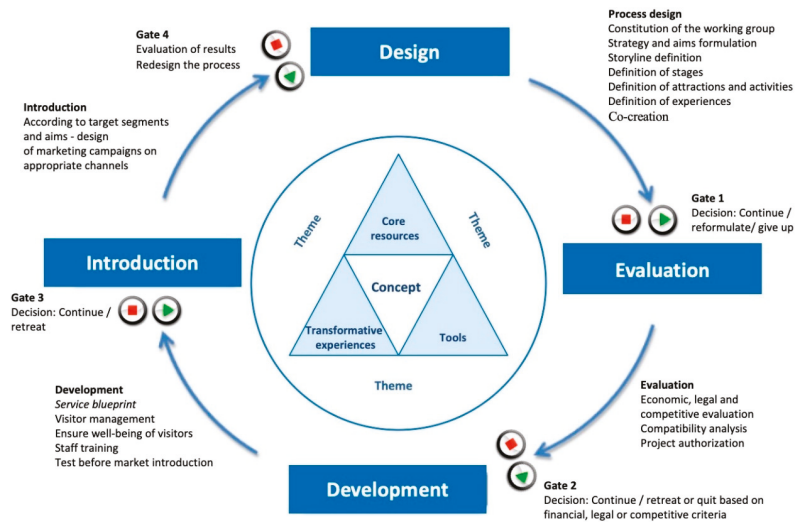 Gate 4
Evaluation of results
Redesign the process
Design
Process design
Constitution of the working group
Strategy and aims formulation
Storyline definition
Definition of stages
Definition of attractions and activities
Definition of experiences
Co-creation
Introduction
According to target segments
and aims - design
of marketing campaigns on
appropriate channels
Gate 1
Decision: Continue /
reformulate/ give up
Theme
Theme
Core
resources
Introduction
Evaluation
Concept
Gate 3
Decision: Continue /
retreat
Transformative
experiences
Tools
Theme
Development
Service blueprint
Visitor management
Ensure well-being of visitors
Staff training
Test before market introduction
Evaluation
Economic, legal and
competitive evaluation
Compatibility analysis
Project authorization
Development
Gate 2
Decision: Continue / retreat or quit based on
financial, legal or competitive criteria